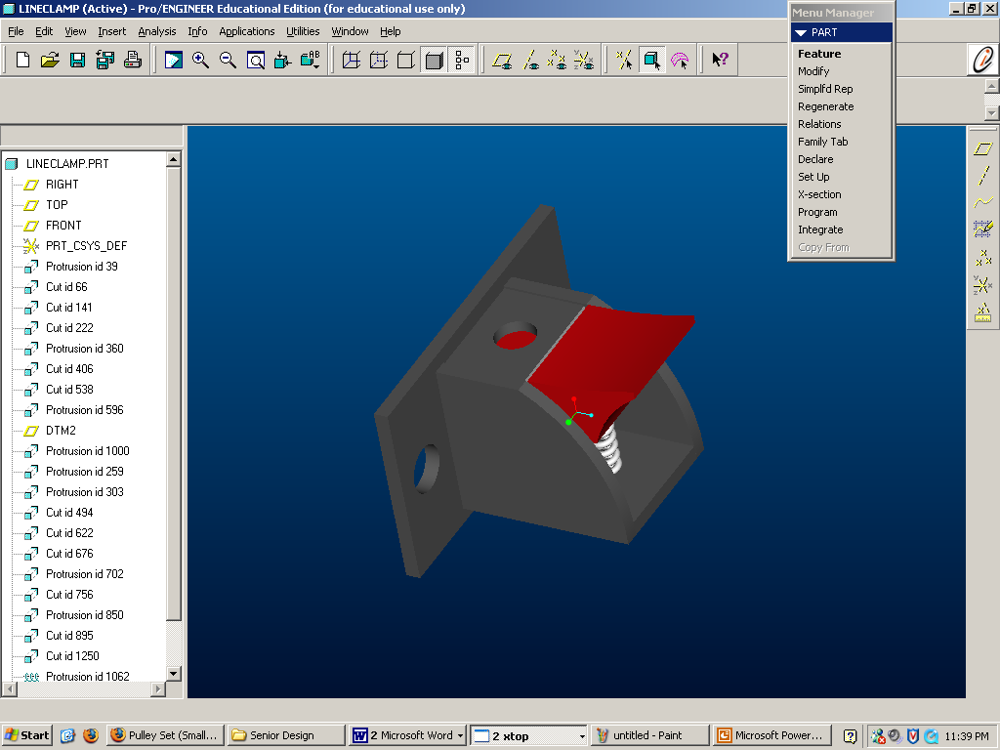 LINECLAMP (Active) - Pro/ENGINEER Educational Edition (for educational use only)
Menu Manager
File Edit View Insert Analysis Info Applications Utilities Window Help
PART
Feature
Modify
Simplfd Rep
Regenerate
Relations
Family Tab
Declare
Set Up
X-section
Program
Integrate
Copy From
LINECLAMP.PRT
RIGHT
TOP
FRONT
PRT_CSYS_DEF
Protrusion id 39
Cut id 66
Cut id 141
Cut id 222
Protrusion id 360
Cut id 406
Cut id 538
Protrusion id 596
DTM2
Protrusion id 1000
Protrusion id 259
Protrusion id 303
Cut id 494
Cut id 622
Cut id 676
Protrusion id 702
Cut id 756
Protrusion id 850
Cut id 895
Cut id 1250
Protrusion id 1062
Start Pulley Set (Small... Senior Design 2 Microsoft Word 2 xtop untitled - Paint Microsoft Power... 11:39 PM